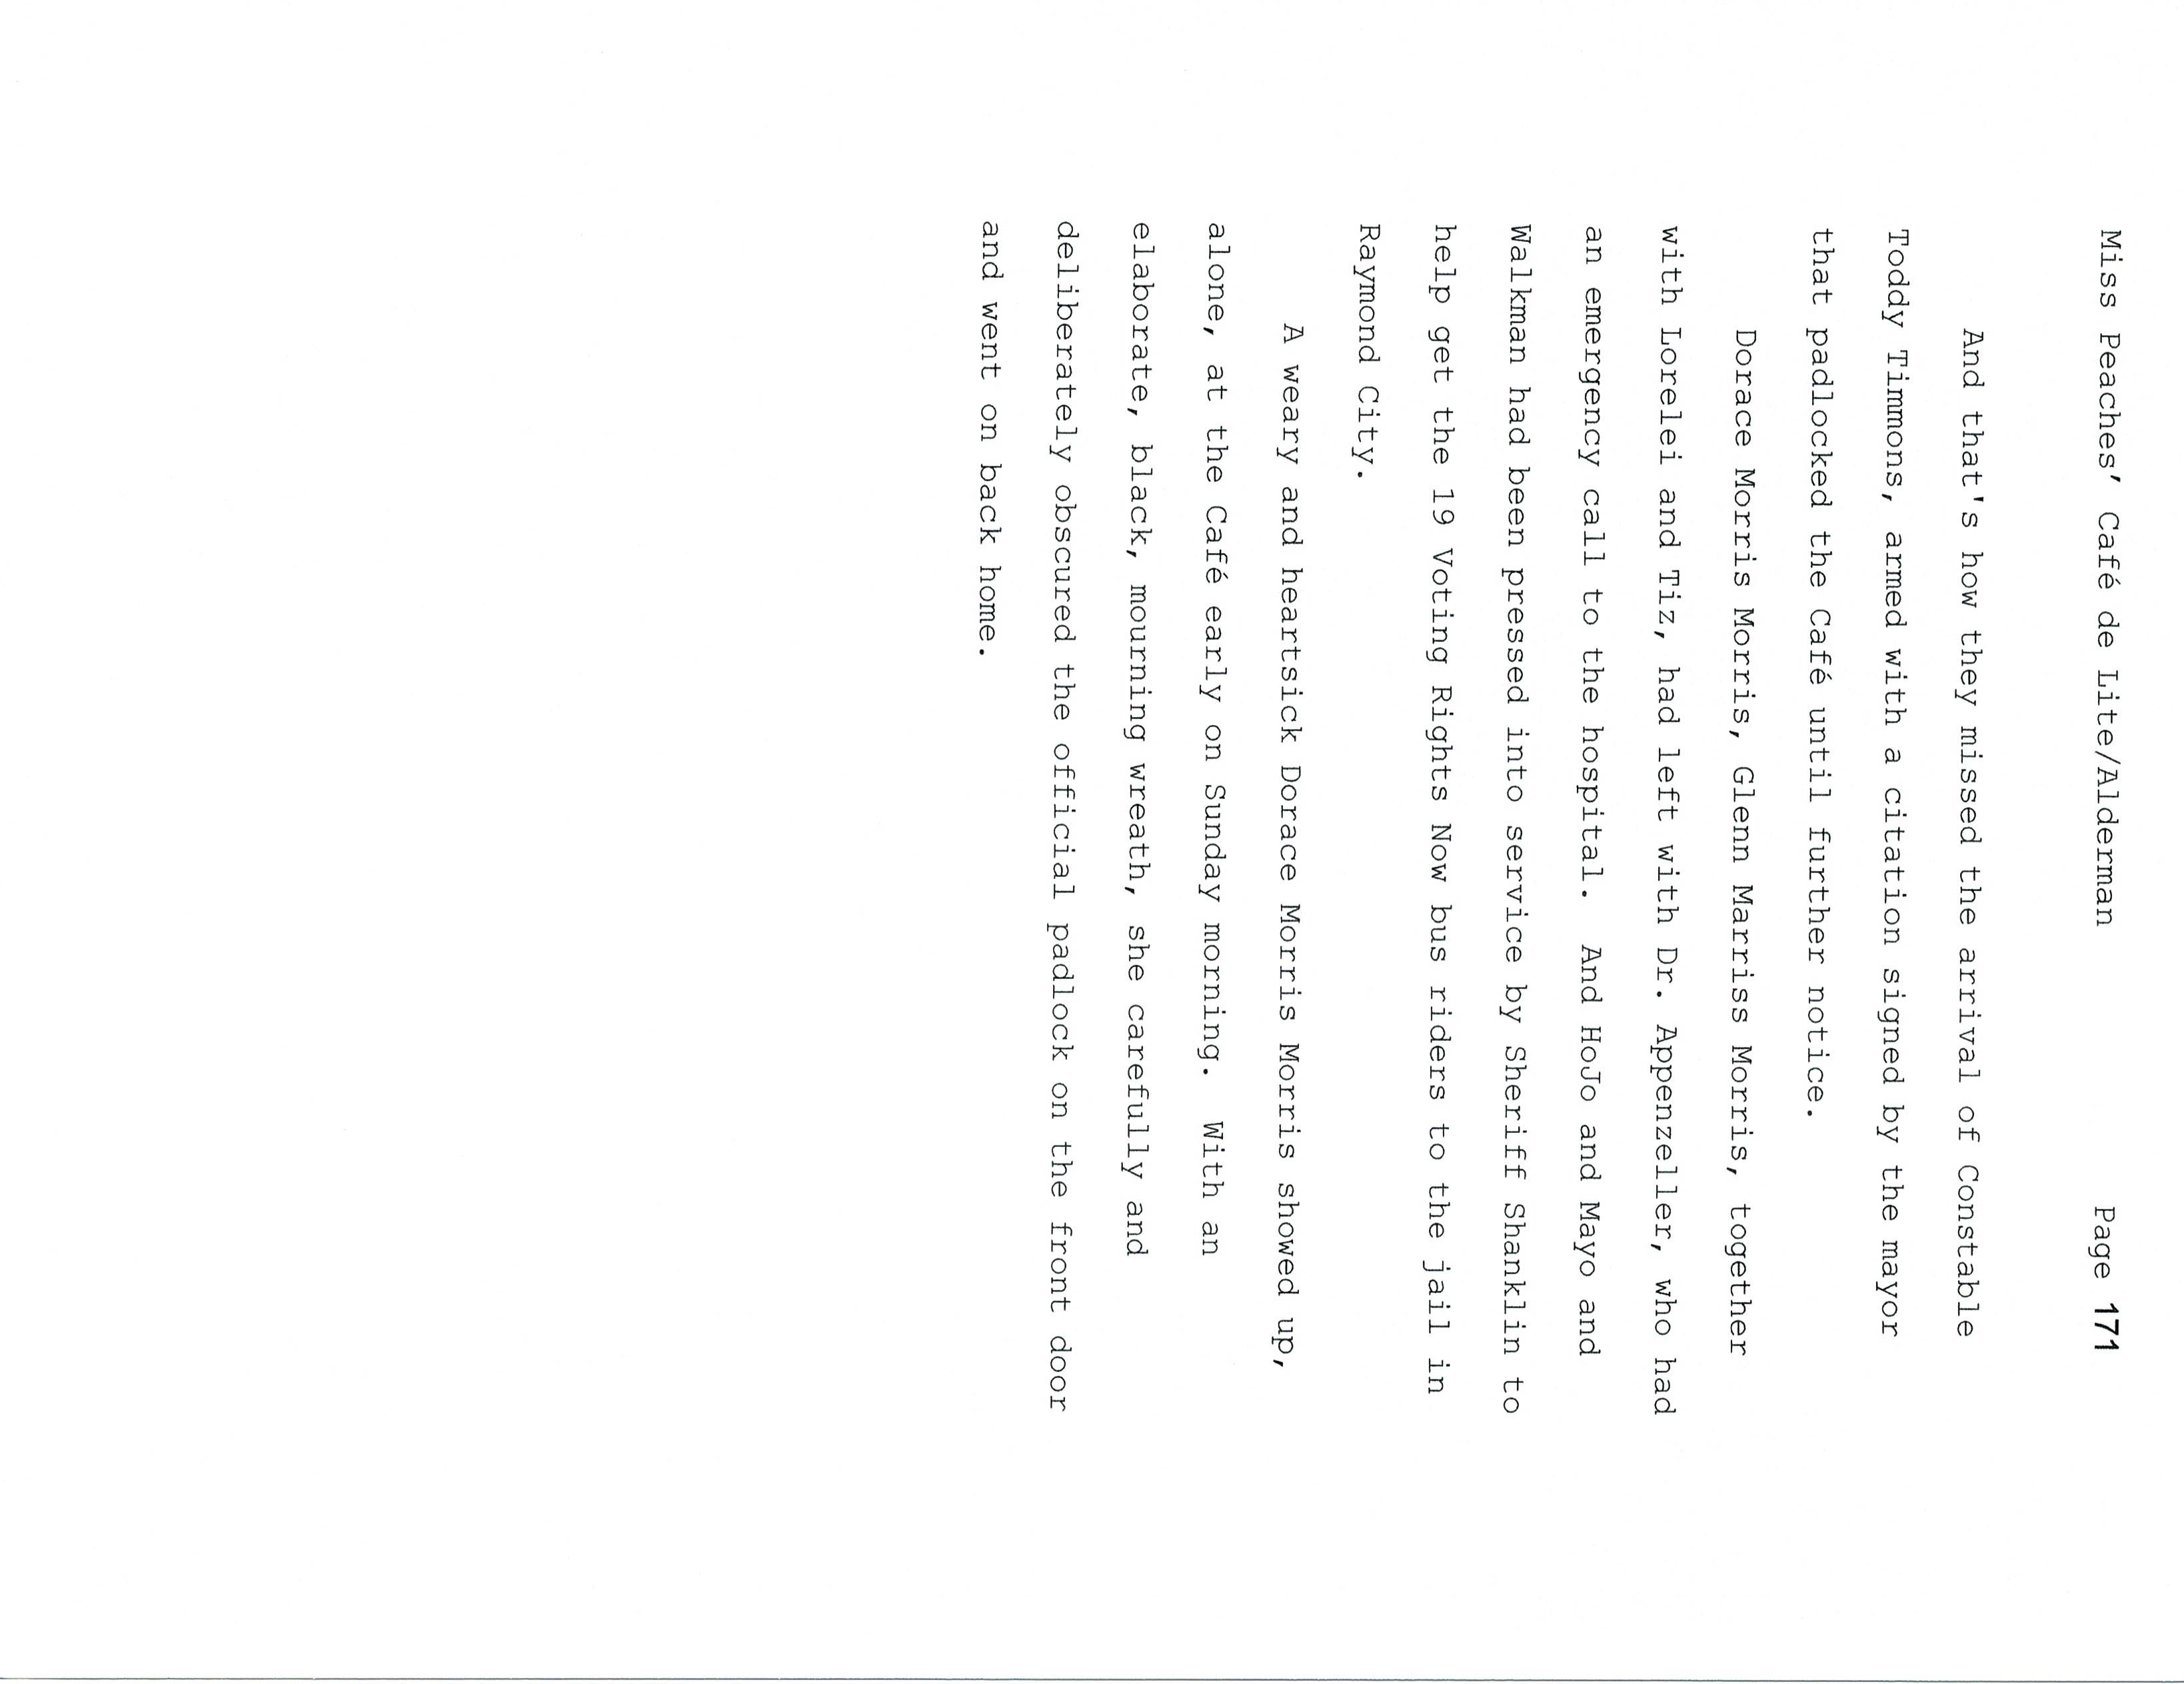 Miss Peaches’ Café de Lite/Alderman Page 171
And that's how they missed the arrival of Constable
Toddy Timmons, armed with a citation signed by the mayor
that padlocked the Café until further notice.
Dorace Morris Morris, Glenn Marriss Morris, together
with Lorelei and Tiz, had left with Dr. Appenzeller, who had
an emergency call to the hospital. And HoJo and Mayo and
Walkman had been pressed into service by Sheriff Shanklin to
help get the 19 Voting Rights Now bus riders to the jail in
Raymond City.
A weary and heartsick Dorace Morris Morris showed up,
alone, at the Café early on Sunday morning. With an
elaborate, black, mourning wreath, she carefully and
deliberately obscured the official padlock on the front door
and went on back home.